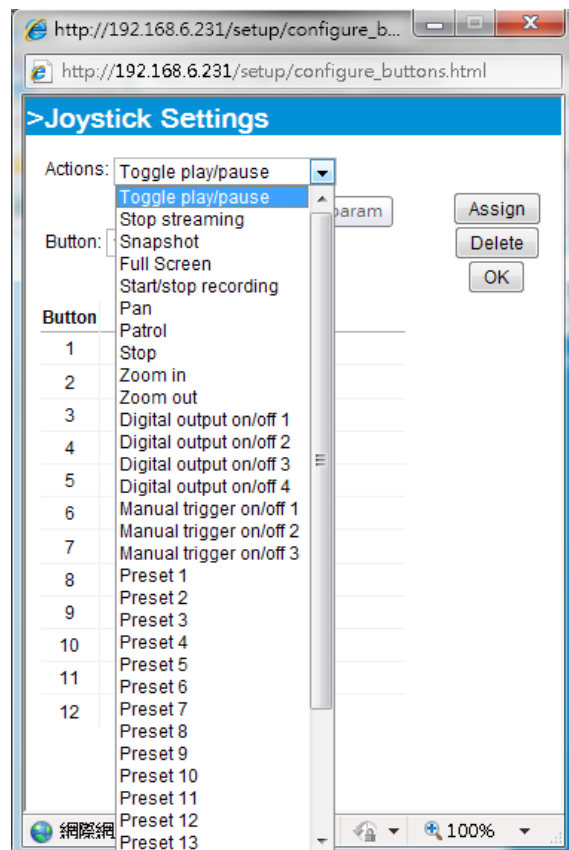 http://192.168.6.231/setup/configure_b...
http://192.168.6.231/setup/configure_buttons.html
>Joystick Settings
Actions: Toggle play/pause
Toggle play/pause
Stop streaming
param
Assign
Button:
Snapshot
Delete
Full Screen
OK
Start/stop recording
Button
Pan
Patrol
1
Stop
2
Zoom in
Zoom out
3
Digital output on/off 1
4
Digital output on/off 2
Digital output on/off 3
5
Digital output on/off 4
6
Manual trigger on/off 1
Manual trigger on/off 2
7
Manual trigger on/off 3
8
Preset 1
Preset 2
9
Preset 3
10
Preset 4
Preset 5
11
Preset 6
12
Preset 7
Preset 8
Preset 9
Preset 10
Preset 11
Preset 12
Preset 13
網際網
100%